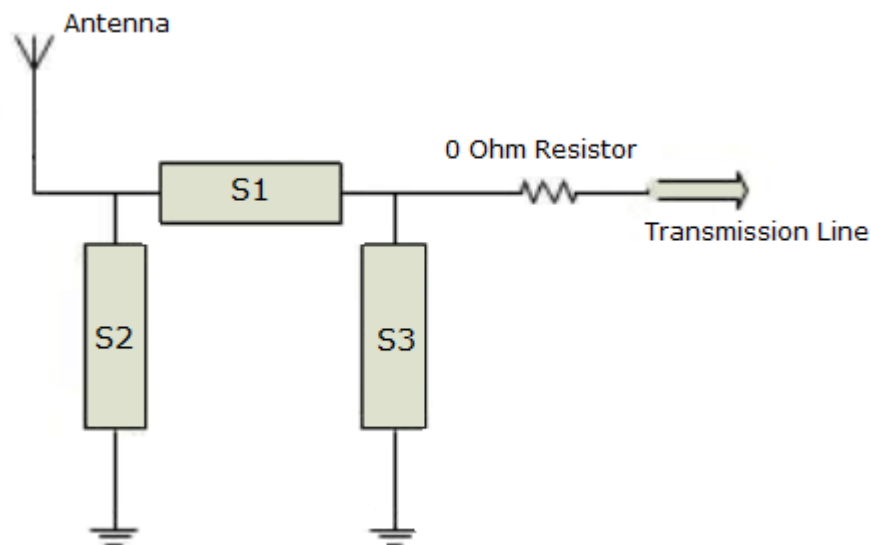 Antenna
0 Ohm Resistor
S1
Transmission Line
S2
S3